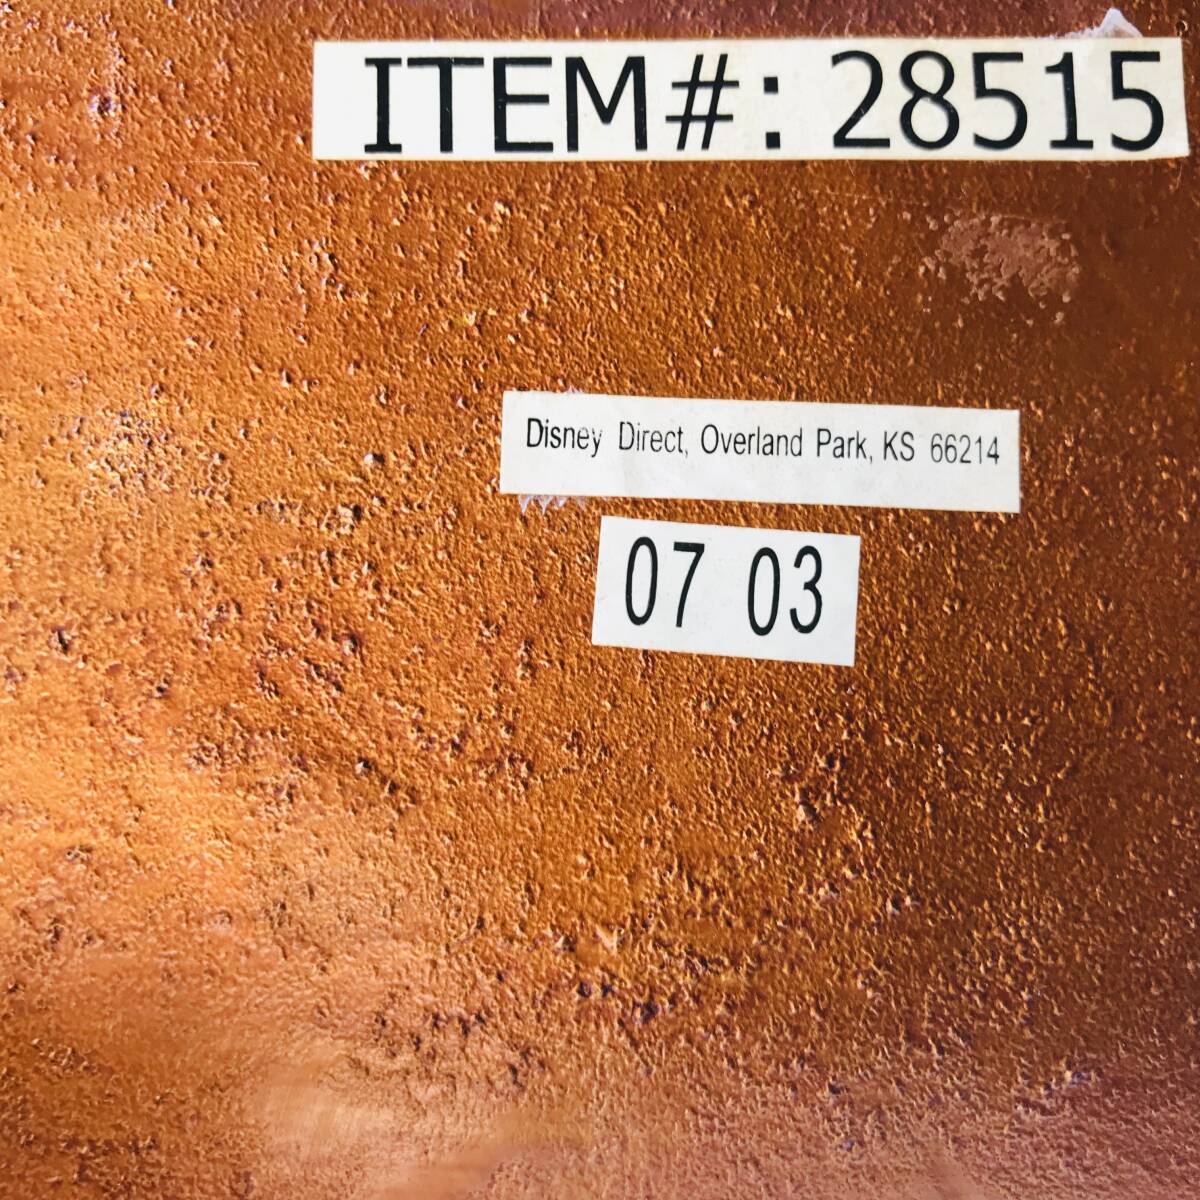 ITEM#: 28515
Disney Direct, Overland Park, KS 66214
07 03